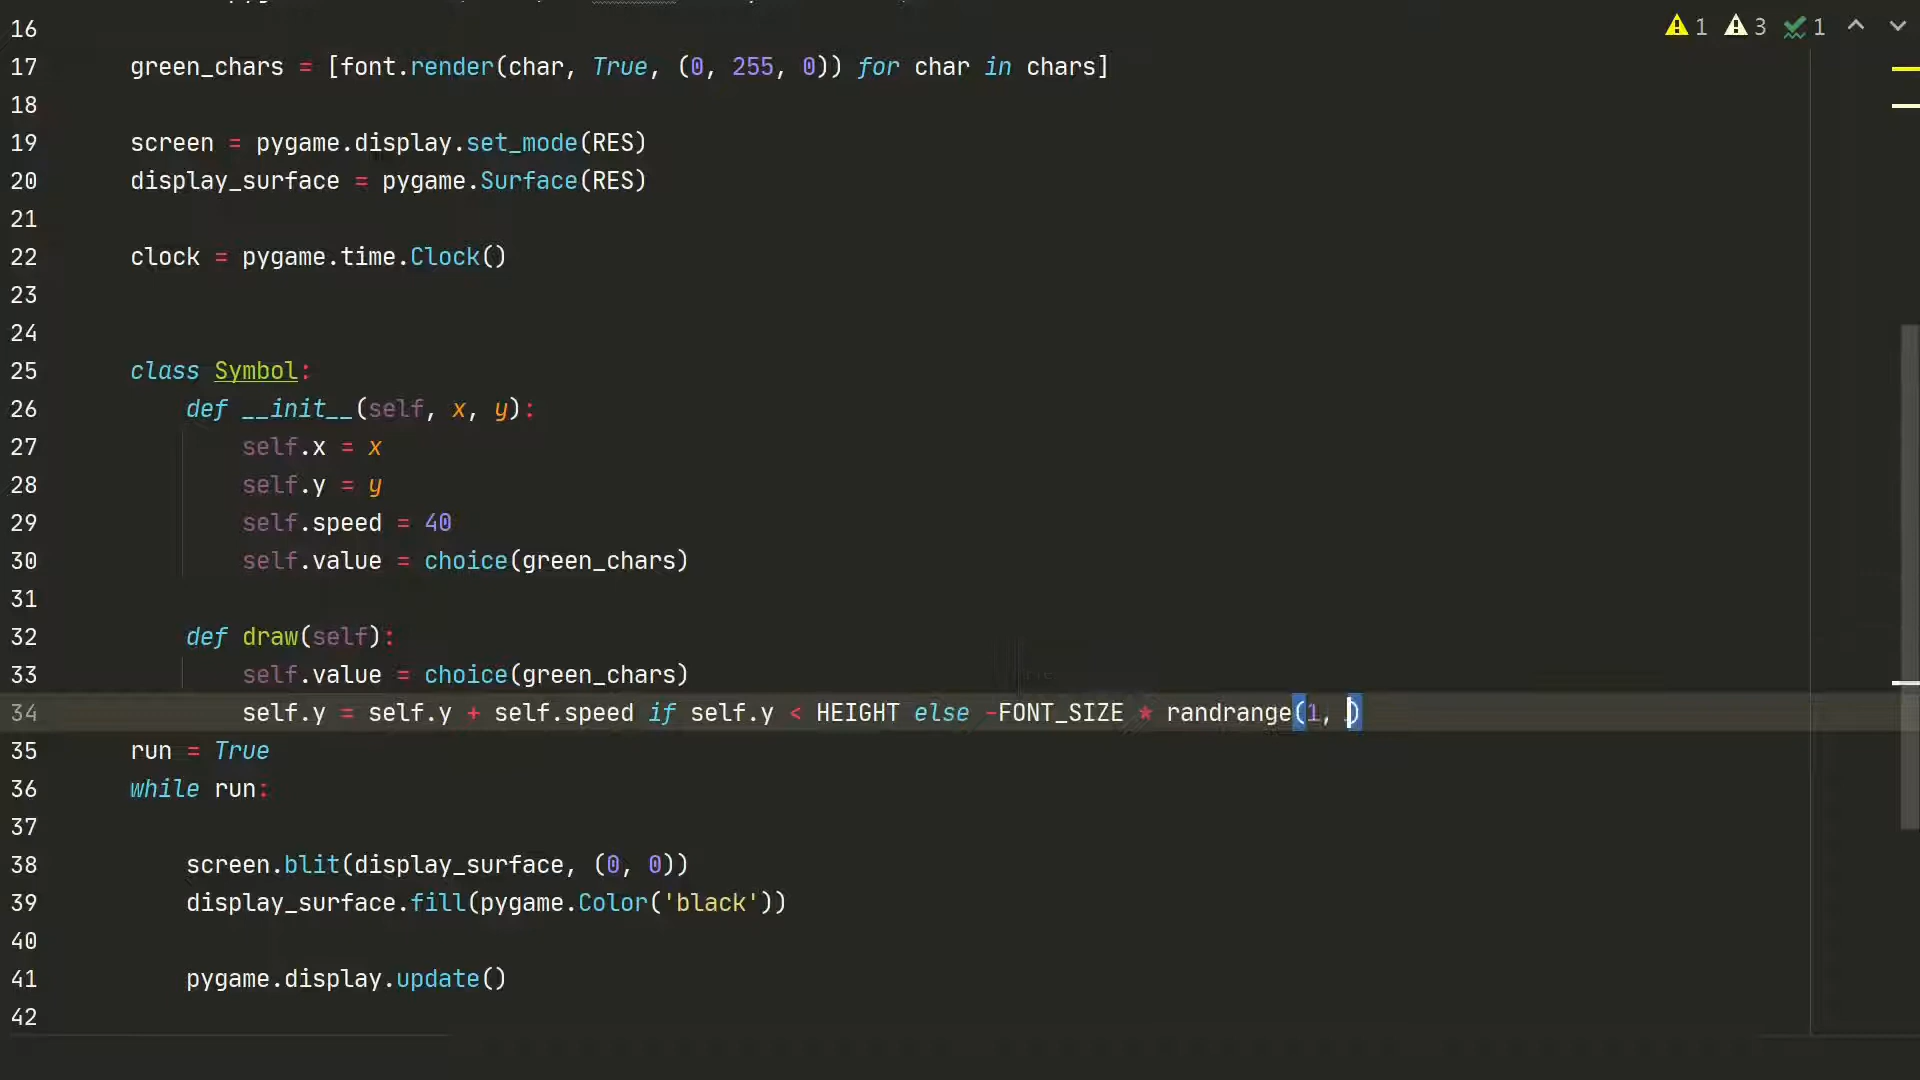 1 3 1
16
17 green_chars = [font.render(char, True, (0, 255, 0)) for char in chars]
18
19 screen = pygame.display.set_mode(RES)
20 display_surface = pygame.Surface(RES)
21
22 clock = pygame.time.Clock()
23
24
25 class Symbol:
26 def __init__(self, x, y):
27 self.x = x
28 self.y = y
29 self.speed = 40
30 self.value = choice(green_chars)
31
32 def draw(self):
33 self.value = choice(green_chars)
34 self.y = self.y + self.speed if self.y < HEIGHT else -FONT_SIZE * randrange(1, )
35 run = True
36 while run:
37
38 screen.blit(display_surface, (0, 0))
39 display_surface.fill(pygame.Color('black'))
40
41 pygame.display.update()
42